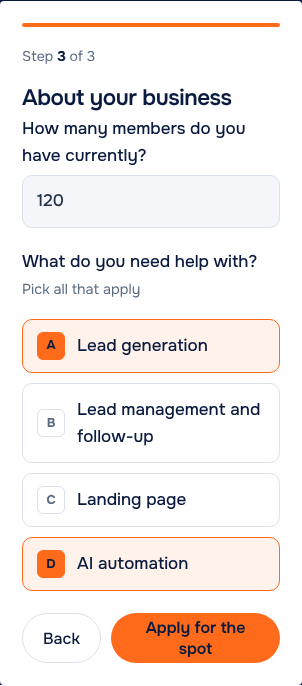 Step 3 of 3
About your business
How many members do you
have currently?
120
What do you need help with?
Pick all that apply
A Lead generation
B Lead management and
follow-up
C Landing page
D AI automation
Back
Apply for the
spot